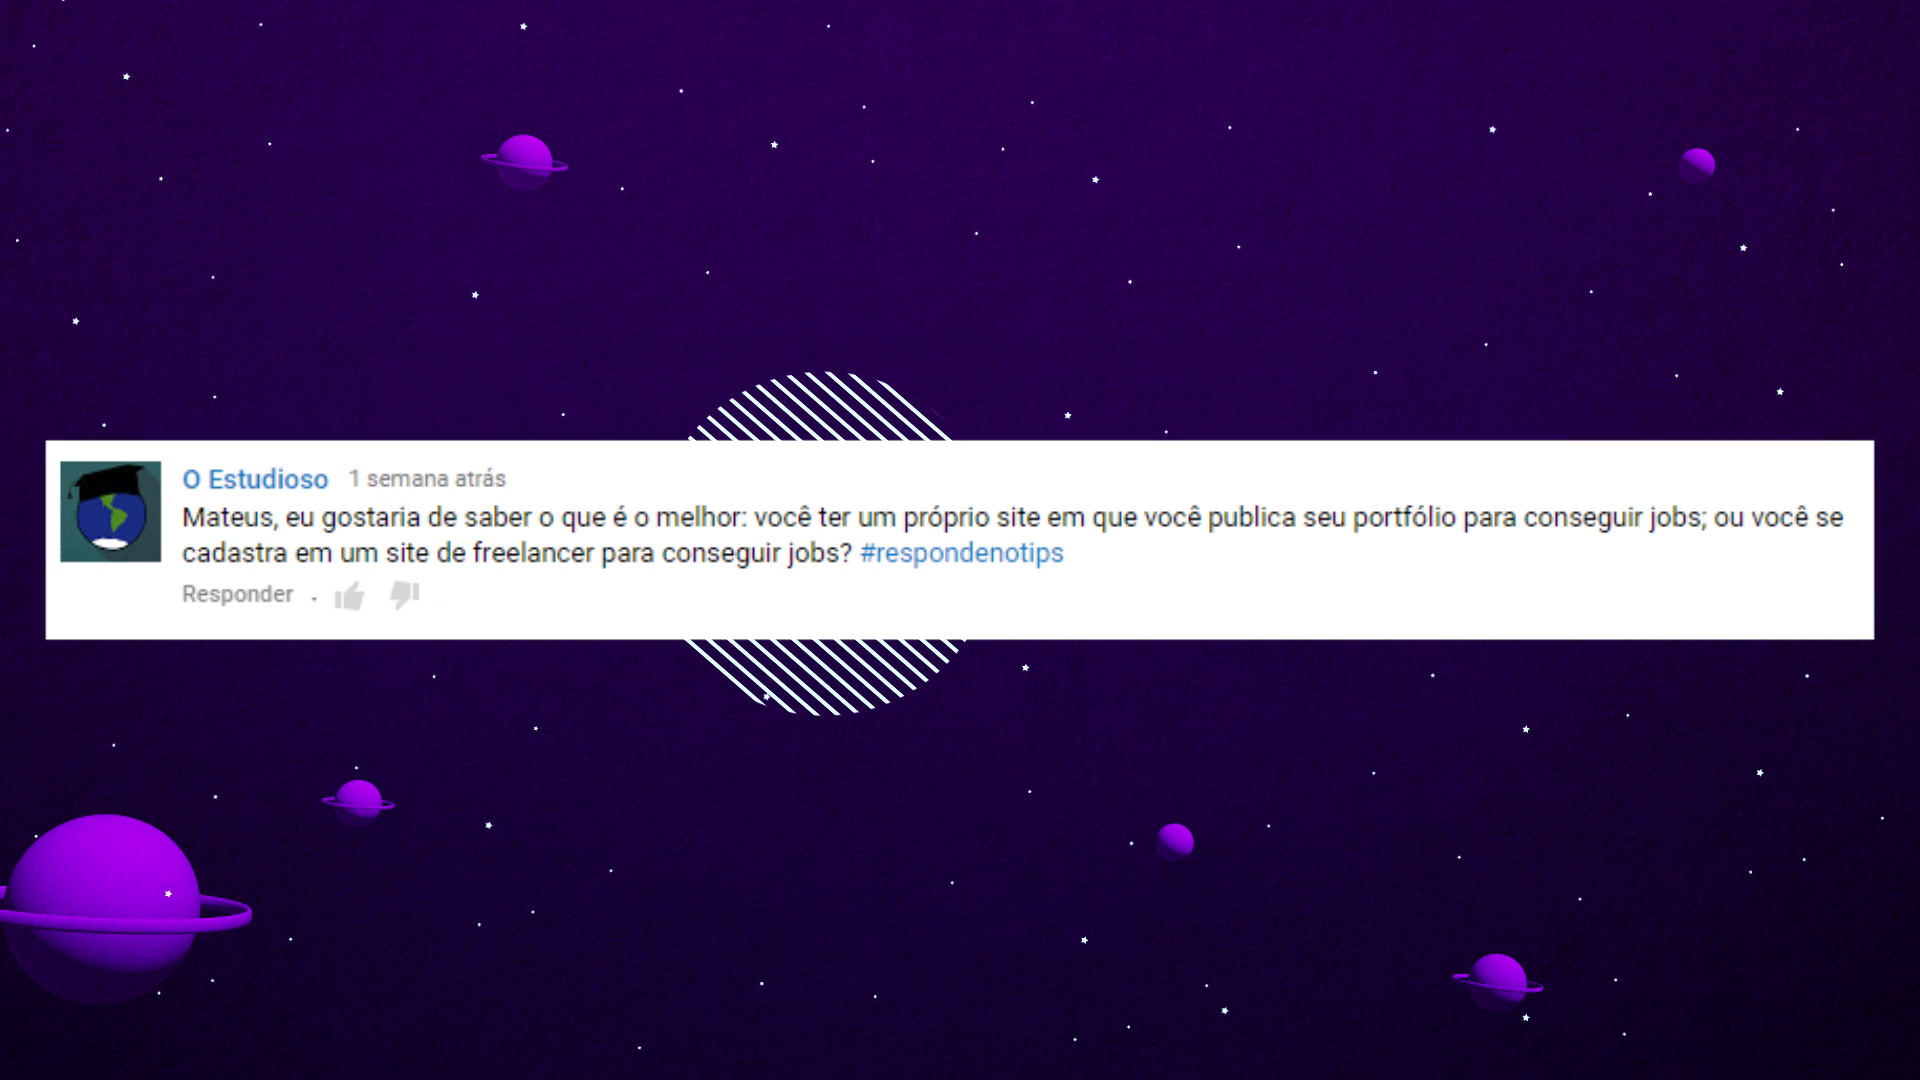 O Estudioso 1 semana atrás
Mateus, eu gostaria de saber o que é o melhor: você ter um próprio site em que você publica seu portfólio para conseguir jobs; ou você se
cadastra em um site de freelancer para conseguir jobs? #respondenotips
Responder .